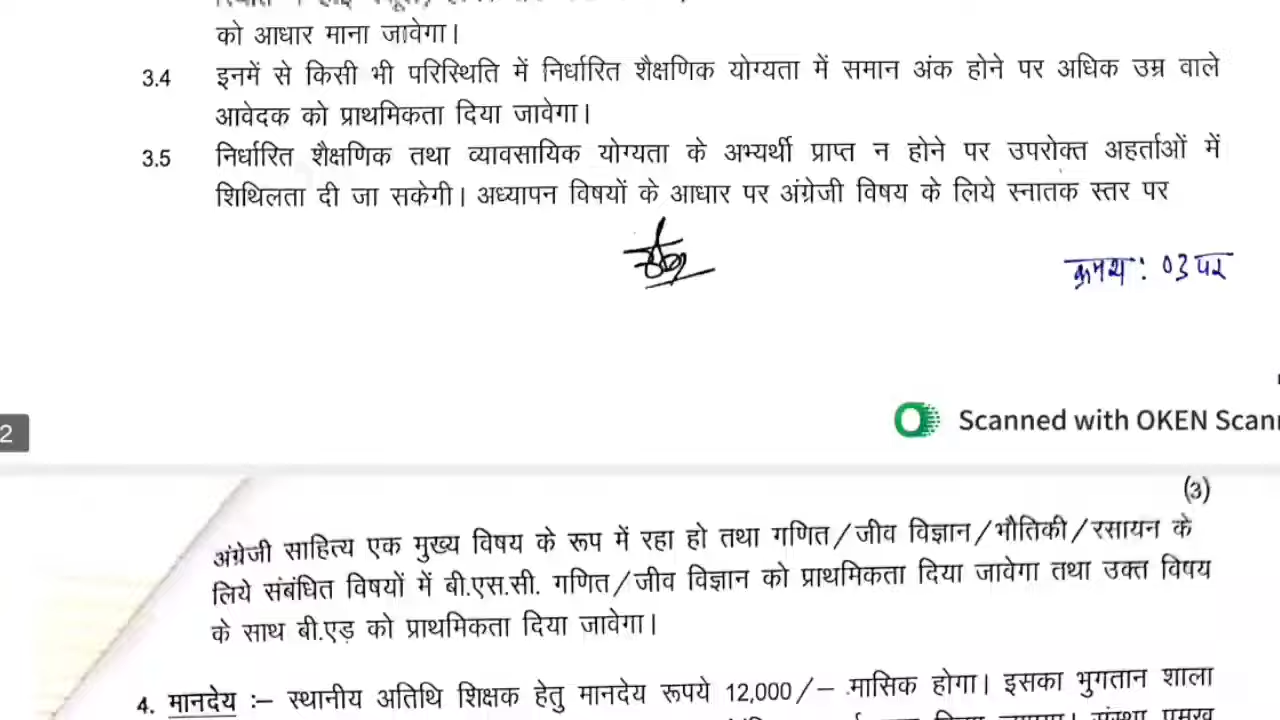 को आधार माना जावेगा।
3.4 इनमें से किसी भी परिस्थिति में निर्धारित शैक्षणिक योग्यता में समान अंक होने पर अधिक उम्र वाले
आवेदक को प्राथमिकता दिया जावेगा।
3.5 निर्धारित शैक्षणिक तथा व्यावसायिक योग्यता के अभ्यर्थी प्राप्त न होने पर उपरोक्त अहर्ताओं में
शिथिलता दी जा सकेगी। अध्यापन विषयों के आधार पर अंग्रेजी विषय के लिये स्नातक स्तर पर
क्रमश: 03 पर
Scanned with OKEN Scann
2
(3)
अंग्रेजी साहित्य एक मुख्य विषय के रूप में रहा हो तथा गणित/जीव विज्ञान/भौतिकी/रसायन के
लिये संबंधित विषयों में बी.एस.सी. गणित/जीव विज्ञान को प्राथमिकता दिया जावेगा तथा उक्त विषय
के साथ बी.एड़ को प्राथमिकता दिया जावेगा।
4. मानदेय :– स्थानीय अतिथि शिक्षक हेतु मानदेय रूपये 12,000/– मासिक होगा। इसका भुगतान शाला